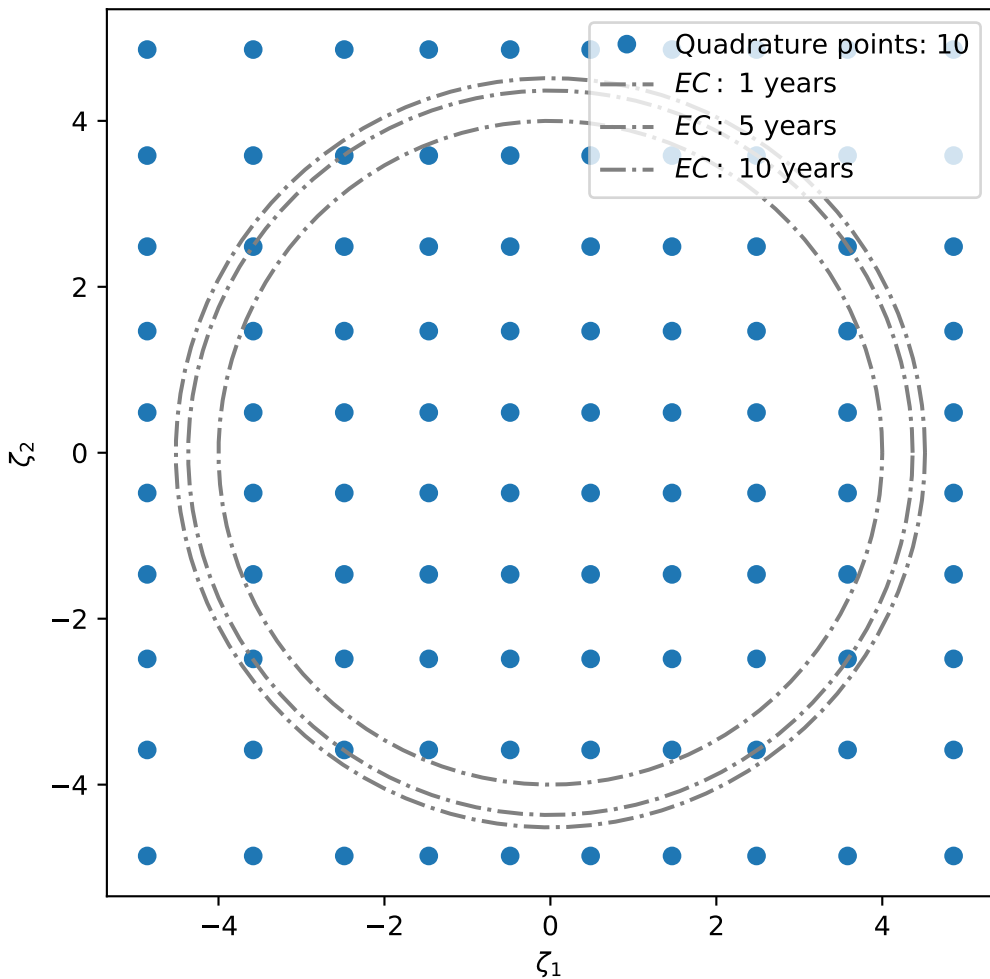 Quadrature points: 10
EC: 1 years
EC: 5 years
EC: 10 years
4
2
0
−2
−4
ζ2
−4 −2 0 2 4
ζ1